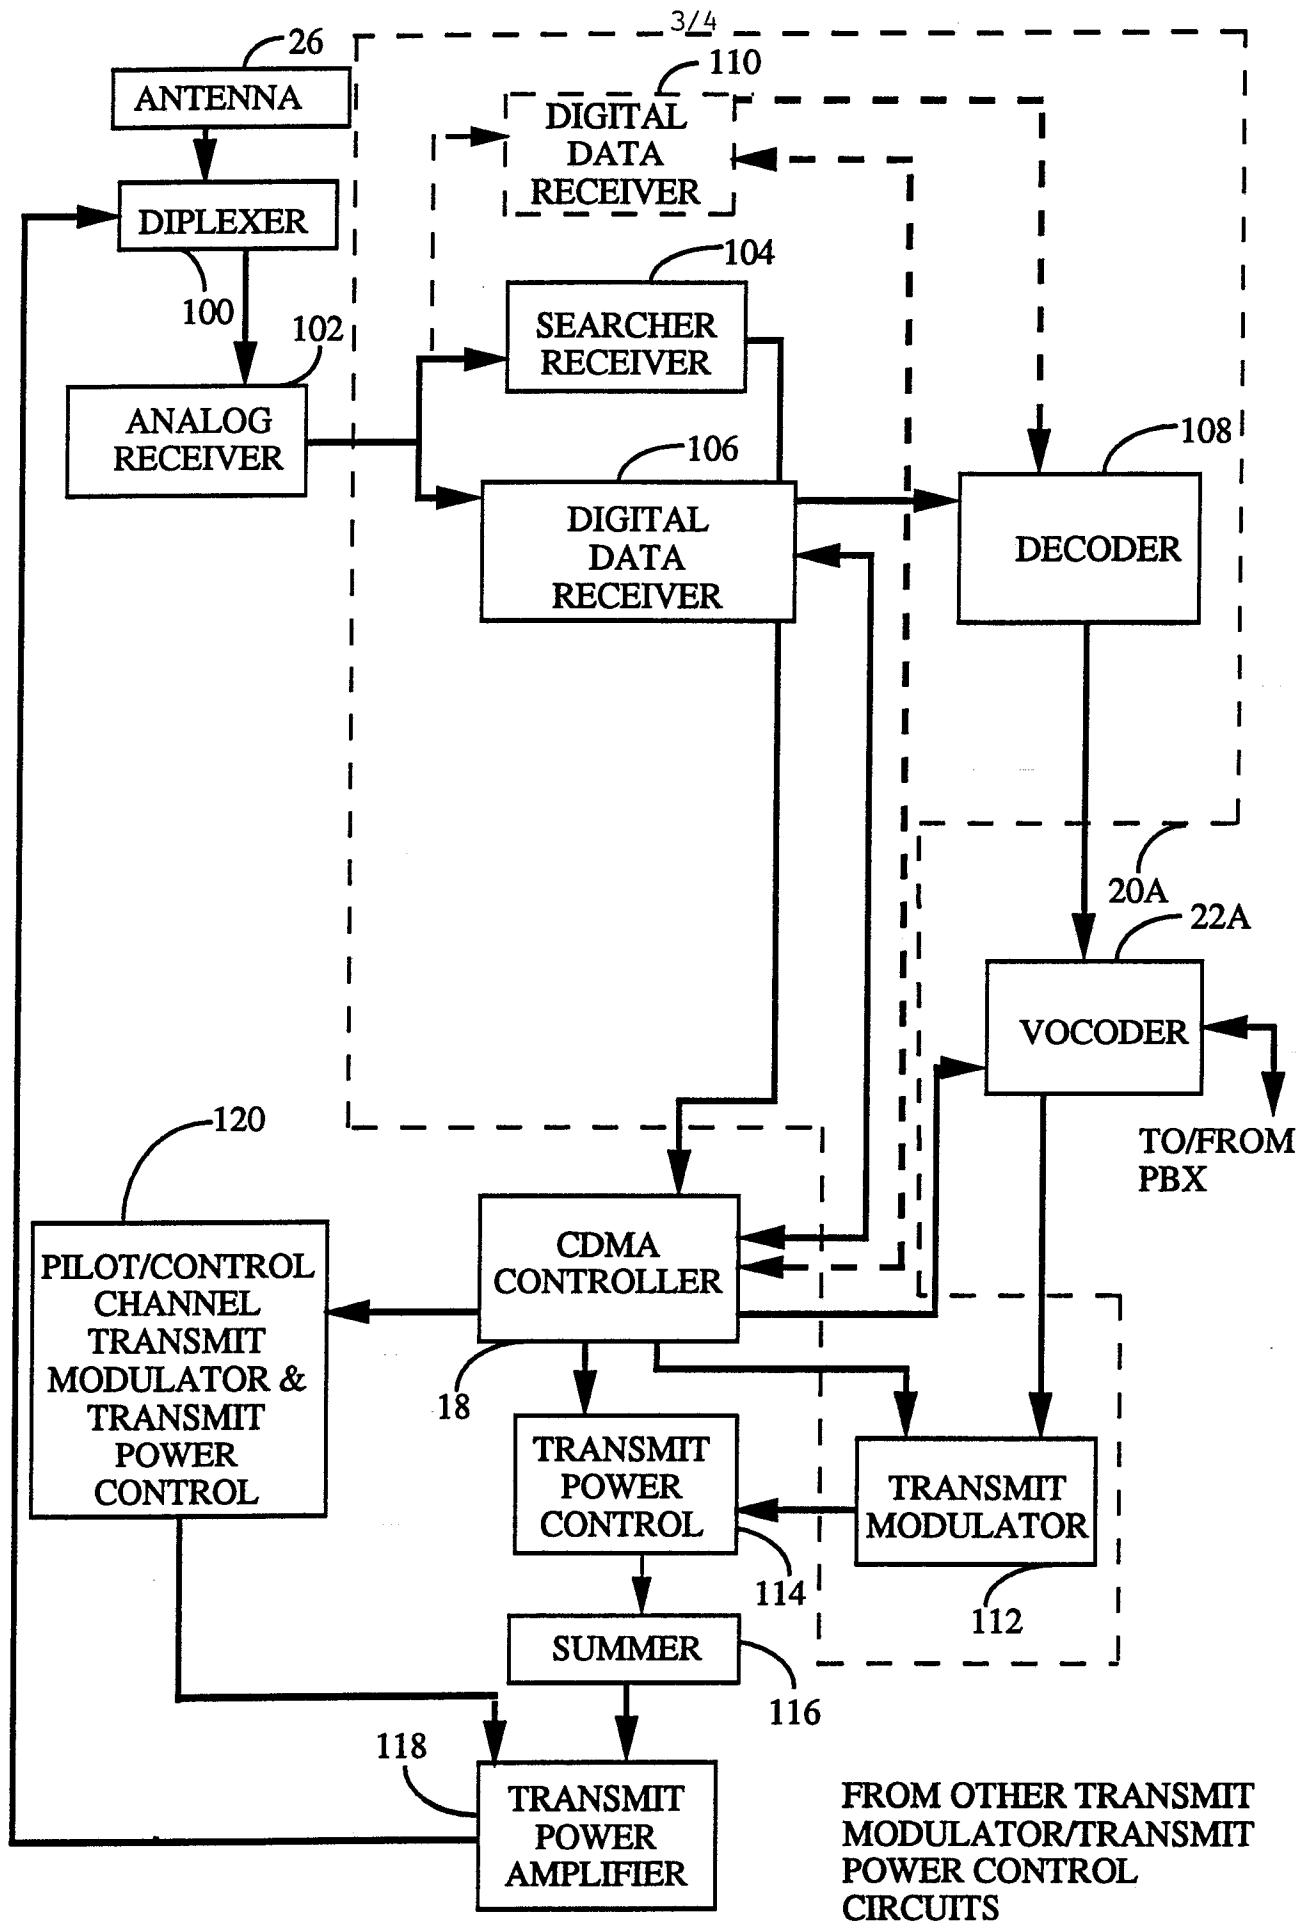 3/4
26
ANTENNA
110
DIGITAL
DATA
RECEIVER
DIPLEXER
100
104
SEARCHER
RECEIVER
102
ANALOG
RECEIVER
106
DIGITAL
DATA
RECEIVER
108
DECODER
20A
22A
VOCODER
TO/FROM
PBX
120
PILOT/CONTROL
CHANNEL
TRANSMIT
MODULATOR &
TRANSMIT
POWER
CONTROL
CDMA
CONTROLLER
18
TRANSMIT
POWER
CONTROL
114
TRANSMIT
MODULATOR
112
SUMMER
116
118
TRANSMIT
POWER
AMPLIFIER
FROM OTHER TRANSMIT
MODULATOR/TRANSMIT
POWER CONTROL
CIRCUITS